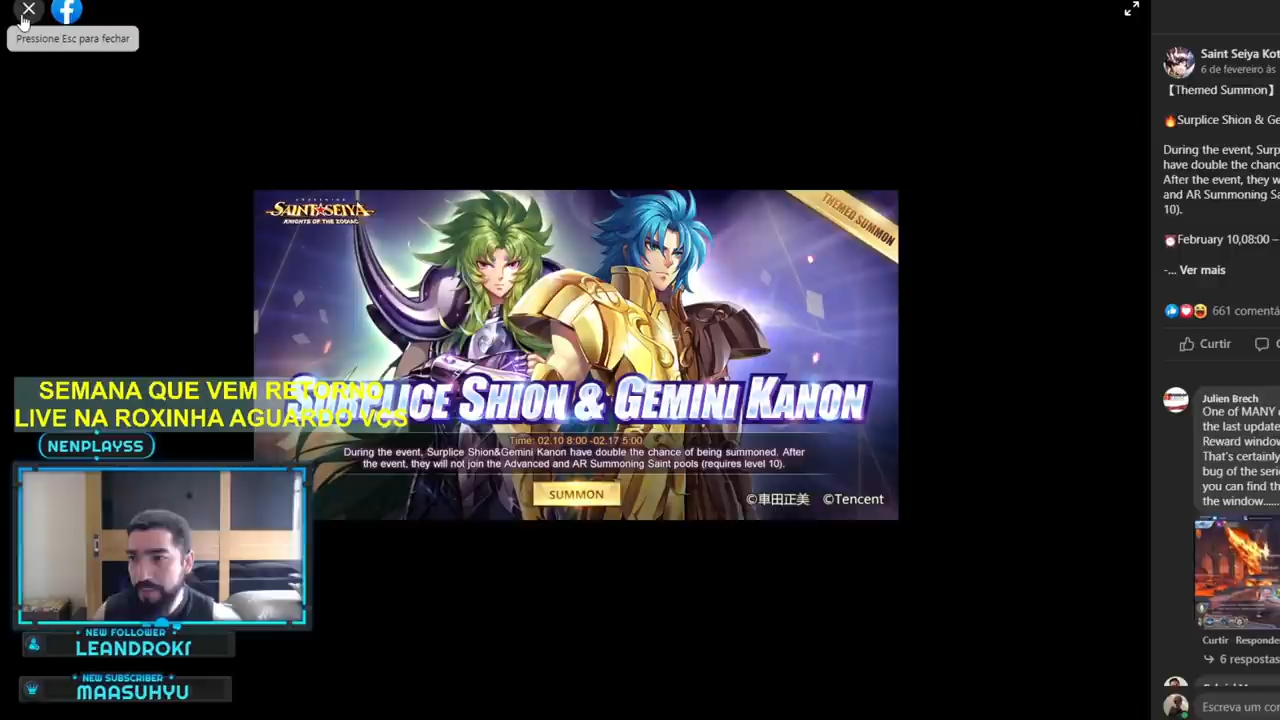 Pressione Esc para fechar
SAINT SEIYA
KNIGHTS OF THE ZODIAC
THEMED SUMMON
SURPLICE SHION & GEMINI KANON
Time: 02.10 8:00 -02.17 5:00
During the event, Surplice Shion&Gemini Kanon have double the chance of being summoned. After
the event, they will not join the Advanced and AR Summoning Saint pools (requires level 10).
SUMMON
©車田正美 ©Tencent
SEMANA QUE VEM RETORNO
LIVE NA ROXINHA AGUARDO VCS
NENPLAYSS
NEW FOLLOWER
LEANDROKR
NEW SUBSCRIBER
MAASUHYU
Saint Seiya Kot
6 de fevereiro às
【Themed Summon】
Surplice Shion & Ge
During the event, Surp
have double the chanc
After the event, they w
and AR Summoning Sa
10).
February 10,08:00 –
-... Ver mais
661 comentá
Curtir
Julien Brech
One of MANY
the last update
Reward window
That's certainly
bug of the serie
you can find th
the window......
Curtir Responde
6 respostas
Escreva um cor